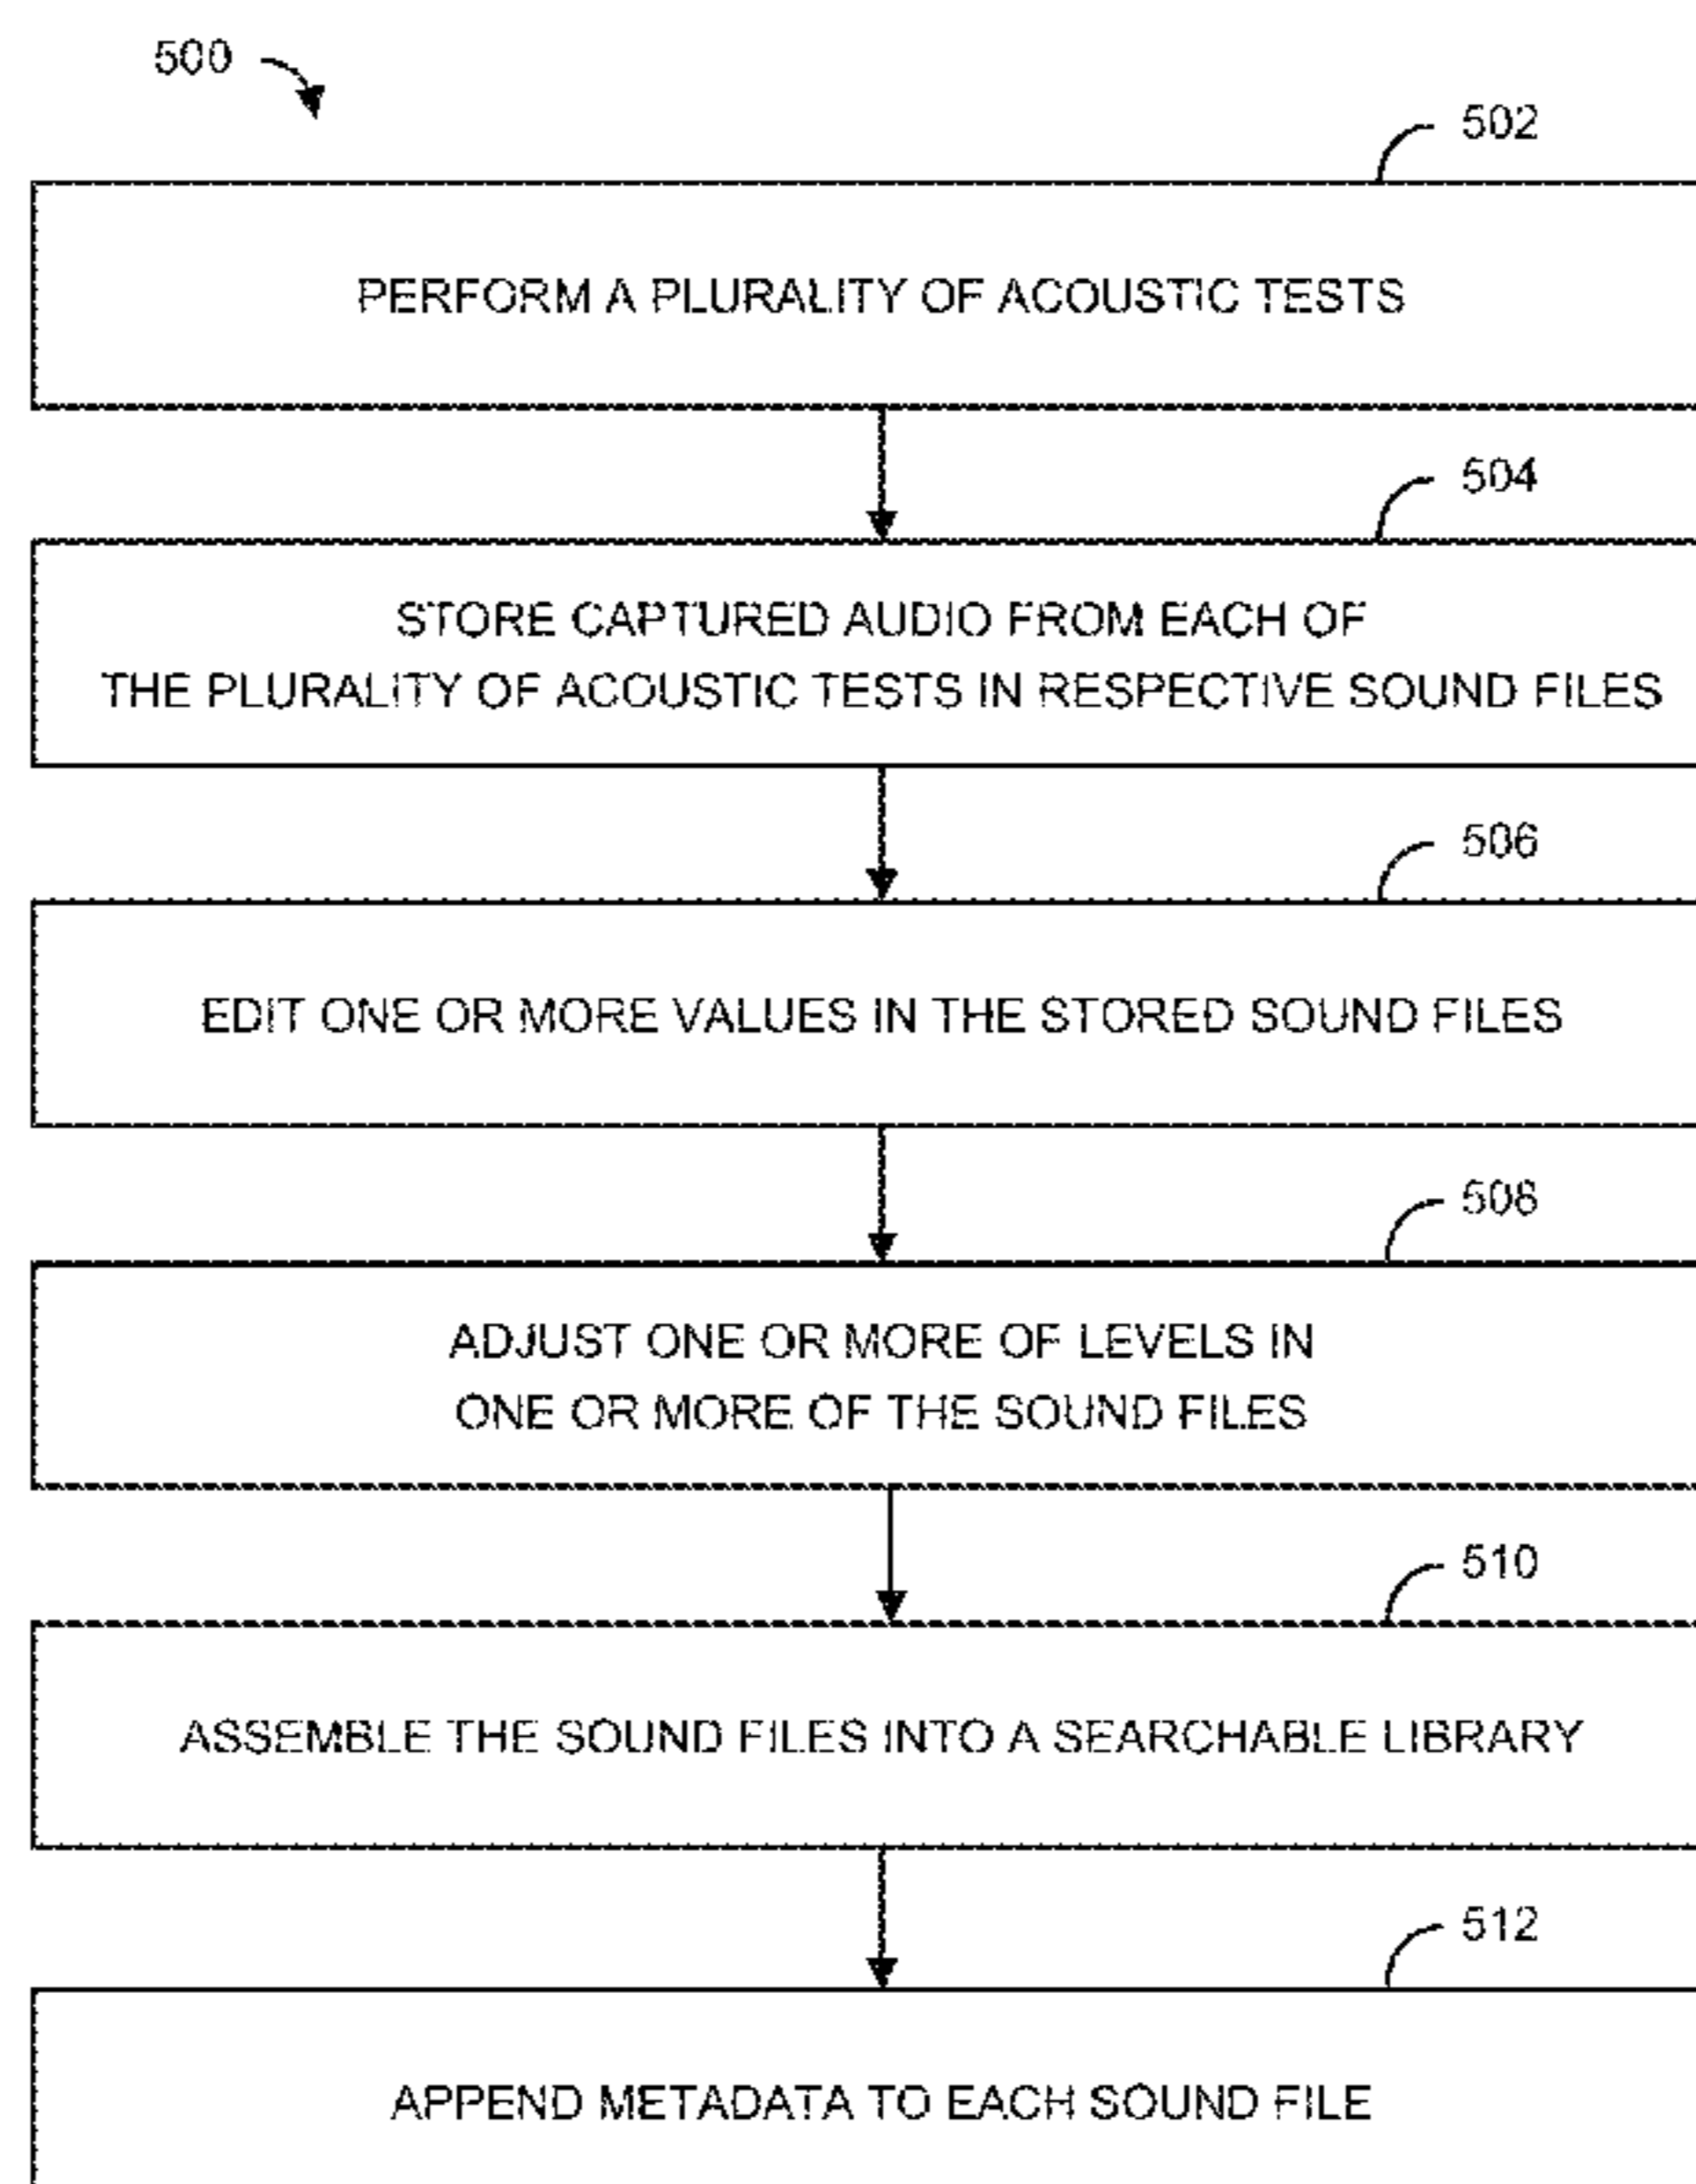 500
502
PERFORM A PLURALITY OF ACOUSTIC TESTS
504
STORE CAPTURED AUDIO FROM EACH OF
THE PLURALITY OF ACOUSTIC TESTS IN RESPECTIVE SOUND FILES
506
EDIT ONE OR MORE VALUES IN THE STORED SOUND FILES
508
ADJUST ONE OR MORE OF LEVELS IN
ONE OR MORE OF THE SOUND FILES
510
ASSEMBLE THE SOUND FILES INTO A SEARCHABLE LIBRARY
512
APPEND METADATA TO EACH SOUND FILE